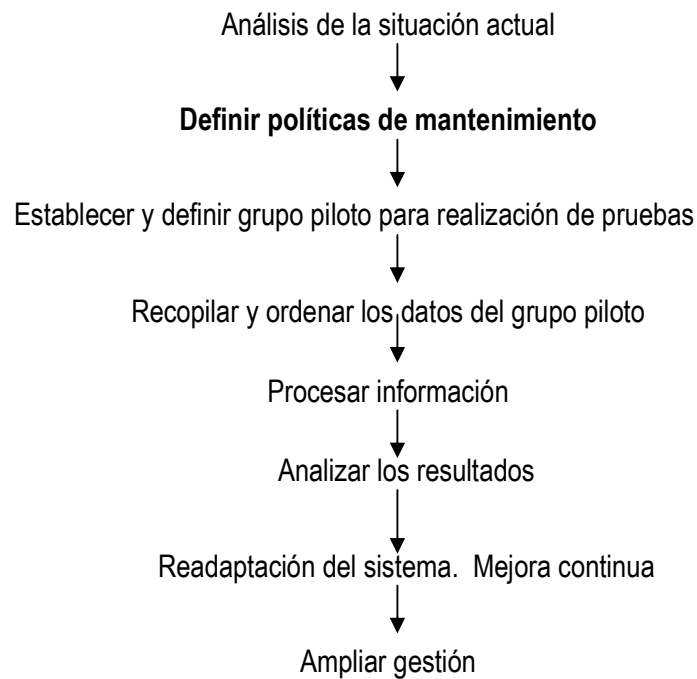 Análisis de la situación actual
Definir políticas de mantenimiento
Establecer y definir grupo piloto para realización de pruebas
Recopilar y ordenar los datos del grupo piloto
Procesar información
Analizar los resultados
Readaptación del sistema.  Mejora continua
Ampliar gestión